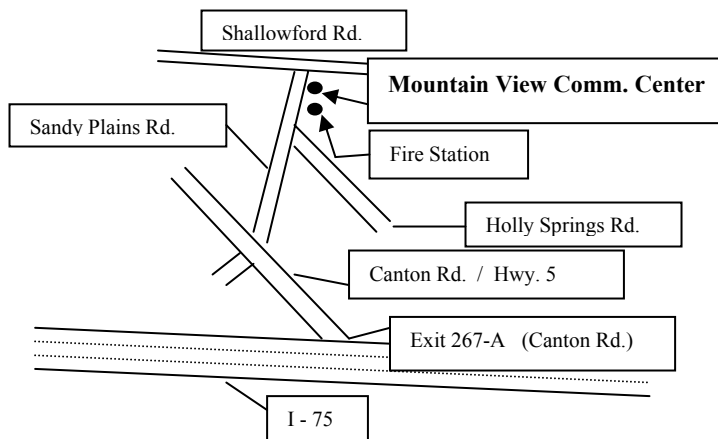 Shallowford Rd.
Mountain View Comm. Center
Sandy Plains Rd.
Fire Station
Holly Springs Rd.
Canton Rd.  /  Hwy. 5
Exit 267-A   (Canton Rd.)
I - 75